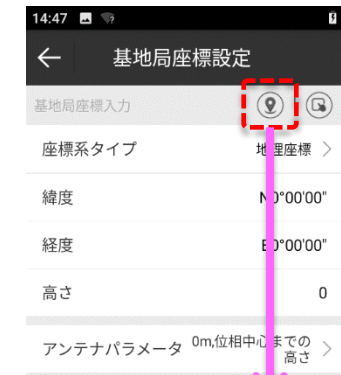 14:47
基地局座標設定
基地局座標入力
座標系タイプ 地理座標
緯度 N0°00'00"
経度 E0°00'00"
高さ 0
アンテナパラメータ 0m,位相中心までの
高さ